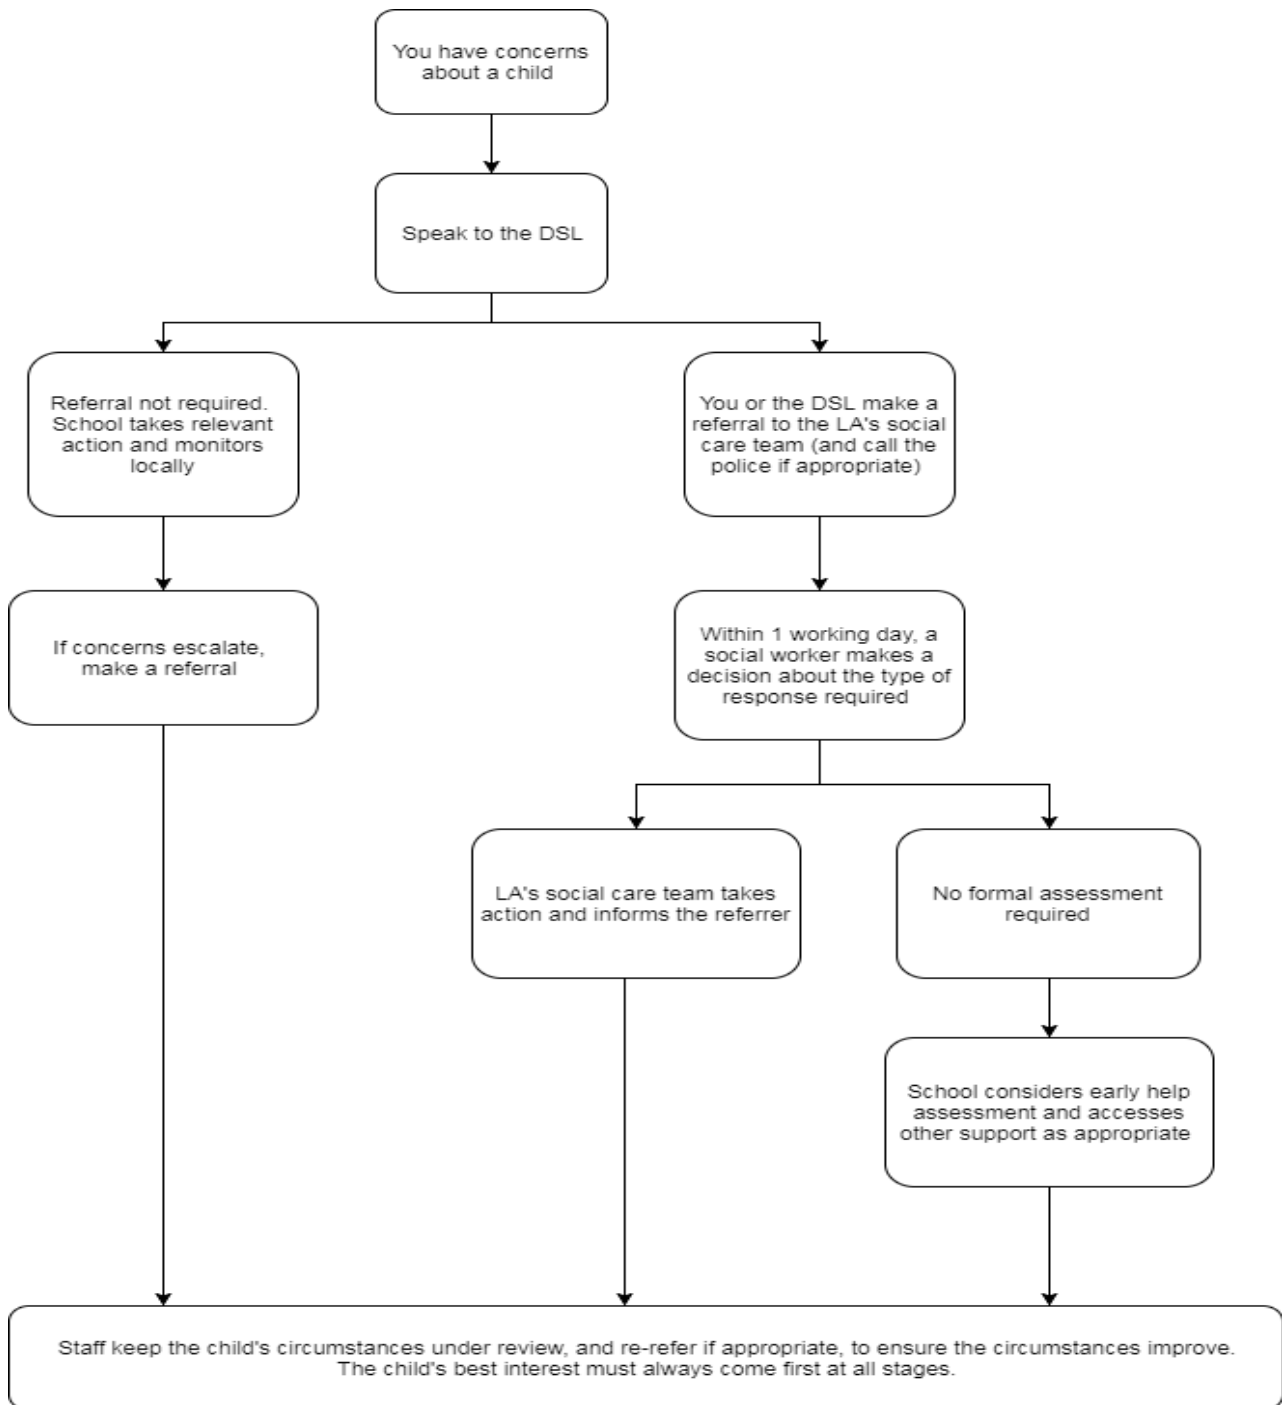 You have concerns
about a child
Speak to the DSL
Referral not required.
School takes relevant
action and monitors
locally
You or the DSL make a
referral to the LA's social
care team (and call the
police if appropriate)
If concerns escalate,
make a referral
Within 1 working day, a
social worker makes a
decision about the type of
response required
LA's social care team takes
action and informs the referrer
No formal assessment
required
School considers early help
assessment and accesses
other support as appropriate
Staff keep the child's circumstances under review, and re-refer if appropriate, to ensure the circumstances improve.
The child's best interest must always come first at all stages.